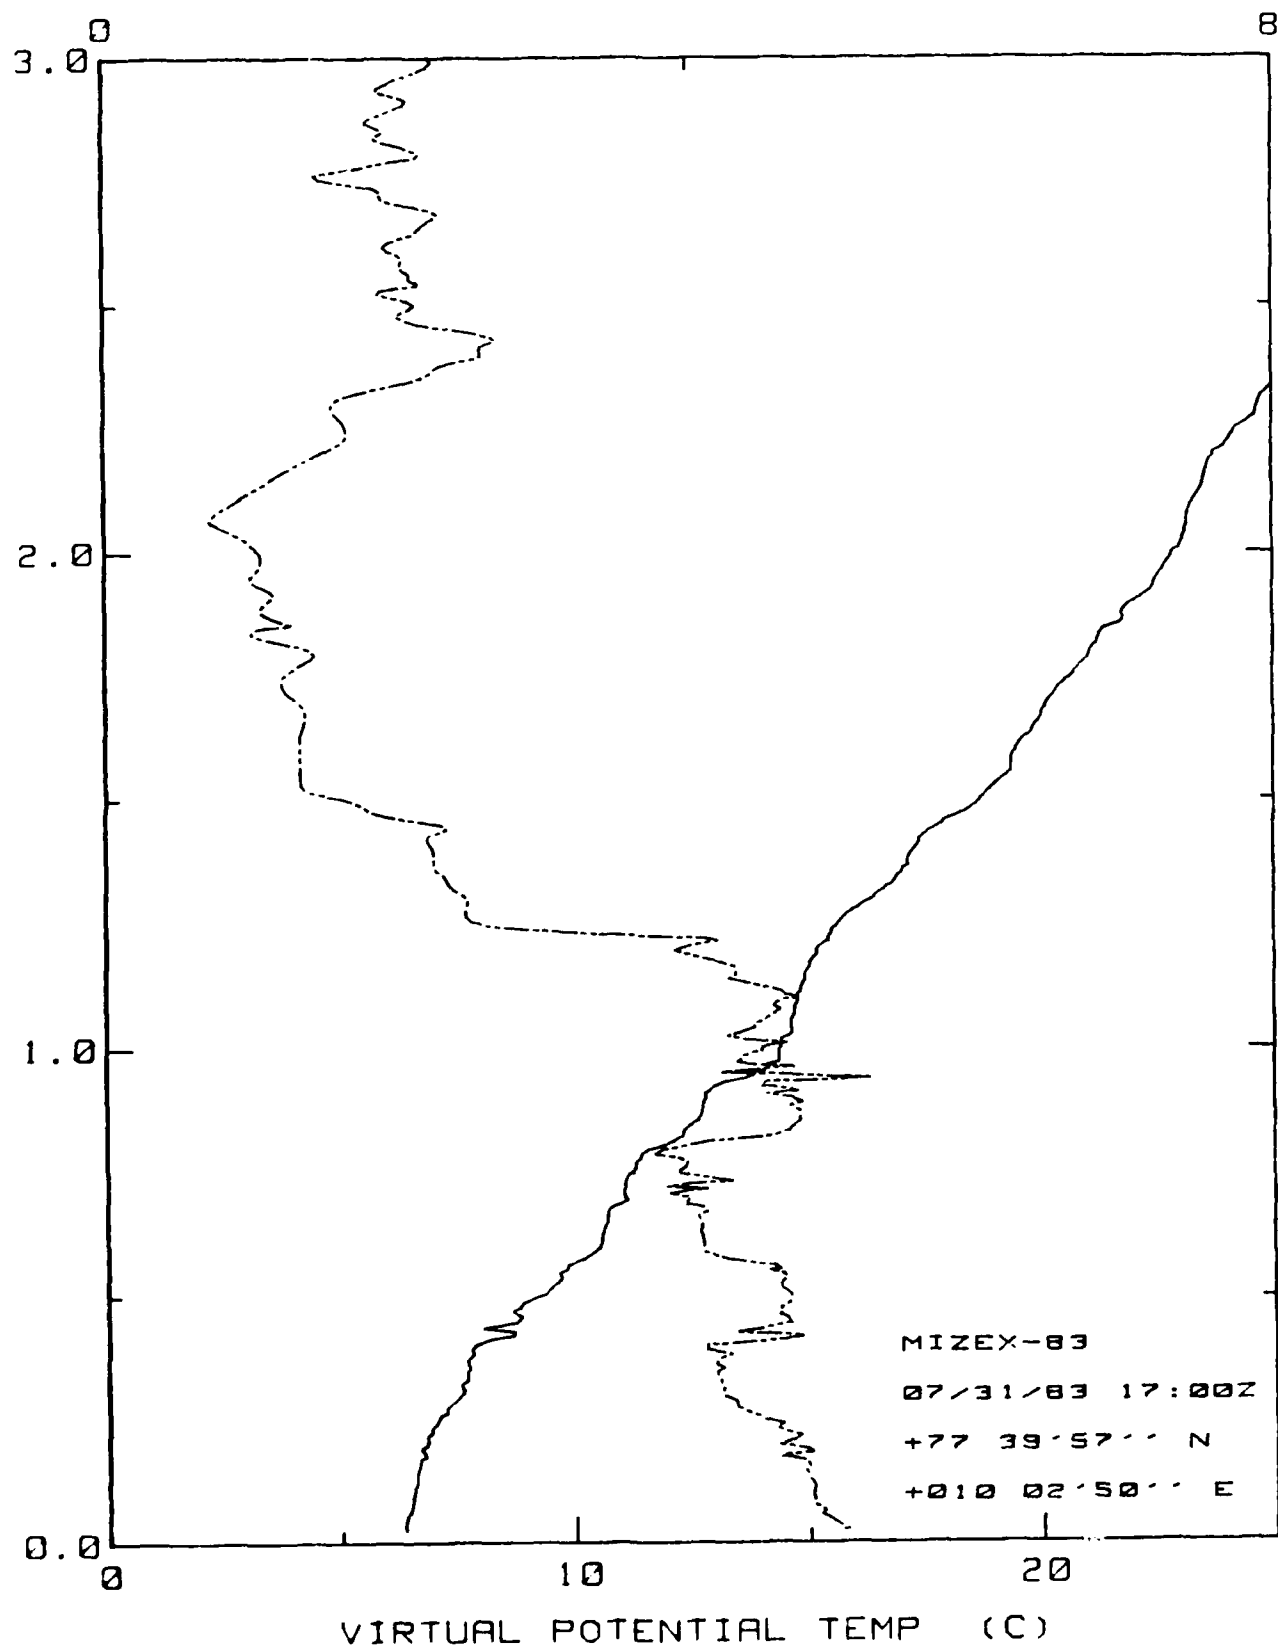 0 8
3.0
2.0
1.0
MIZEX-83
07/31/83 17:00Z
+77 39'57'' N
+010 02'50'' E
0.0
0 10 20
VIRTUAL POTENTIAL TEMP (C)